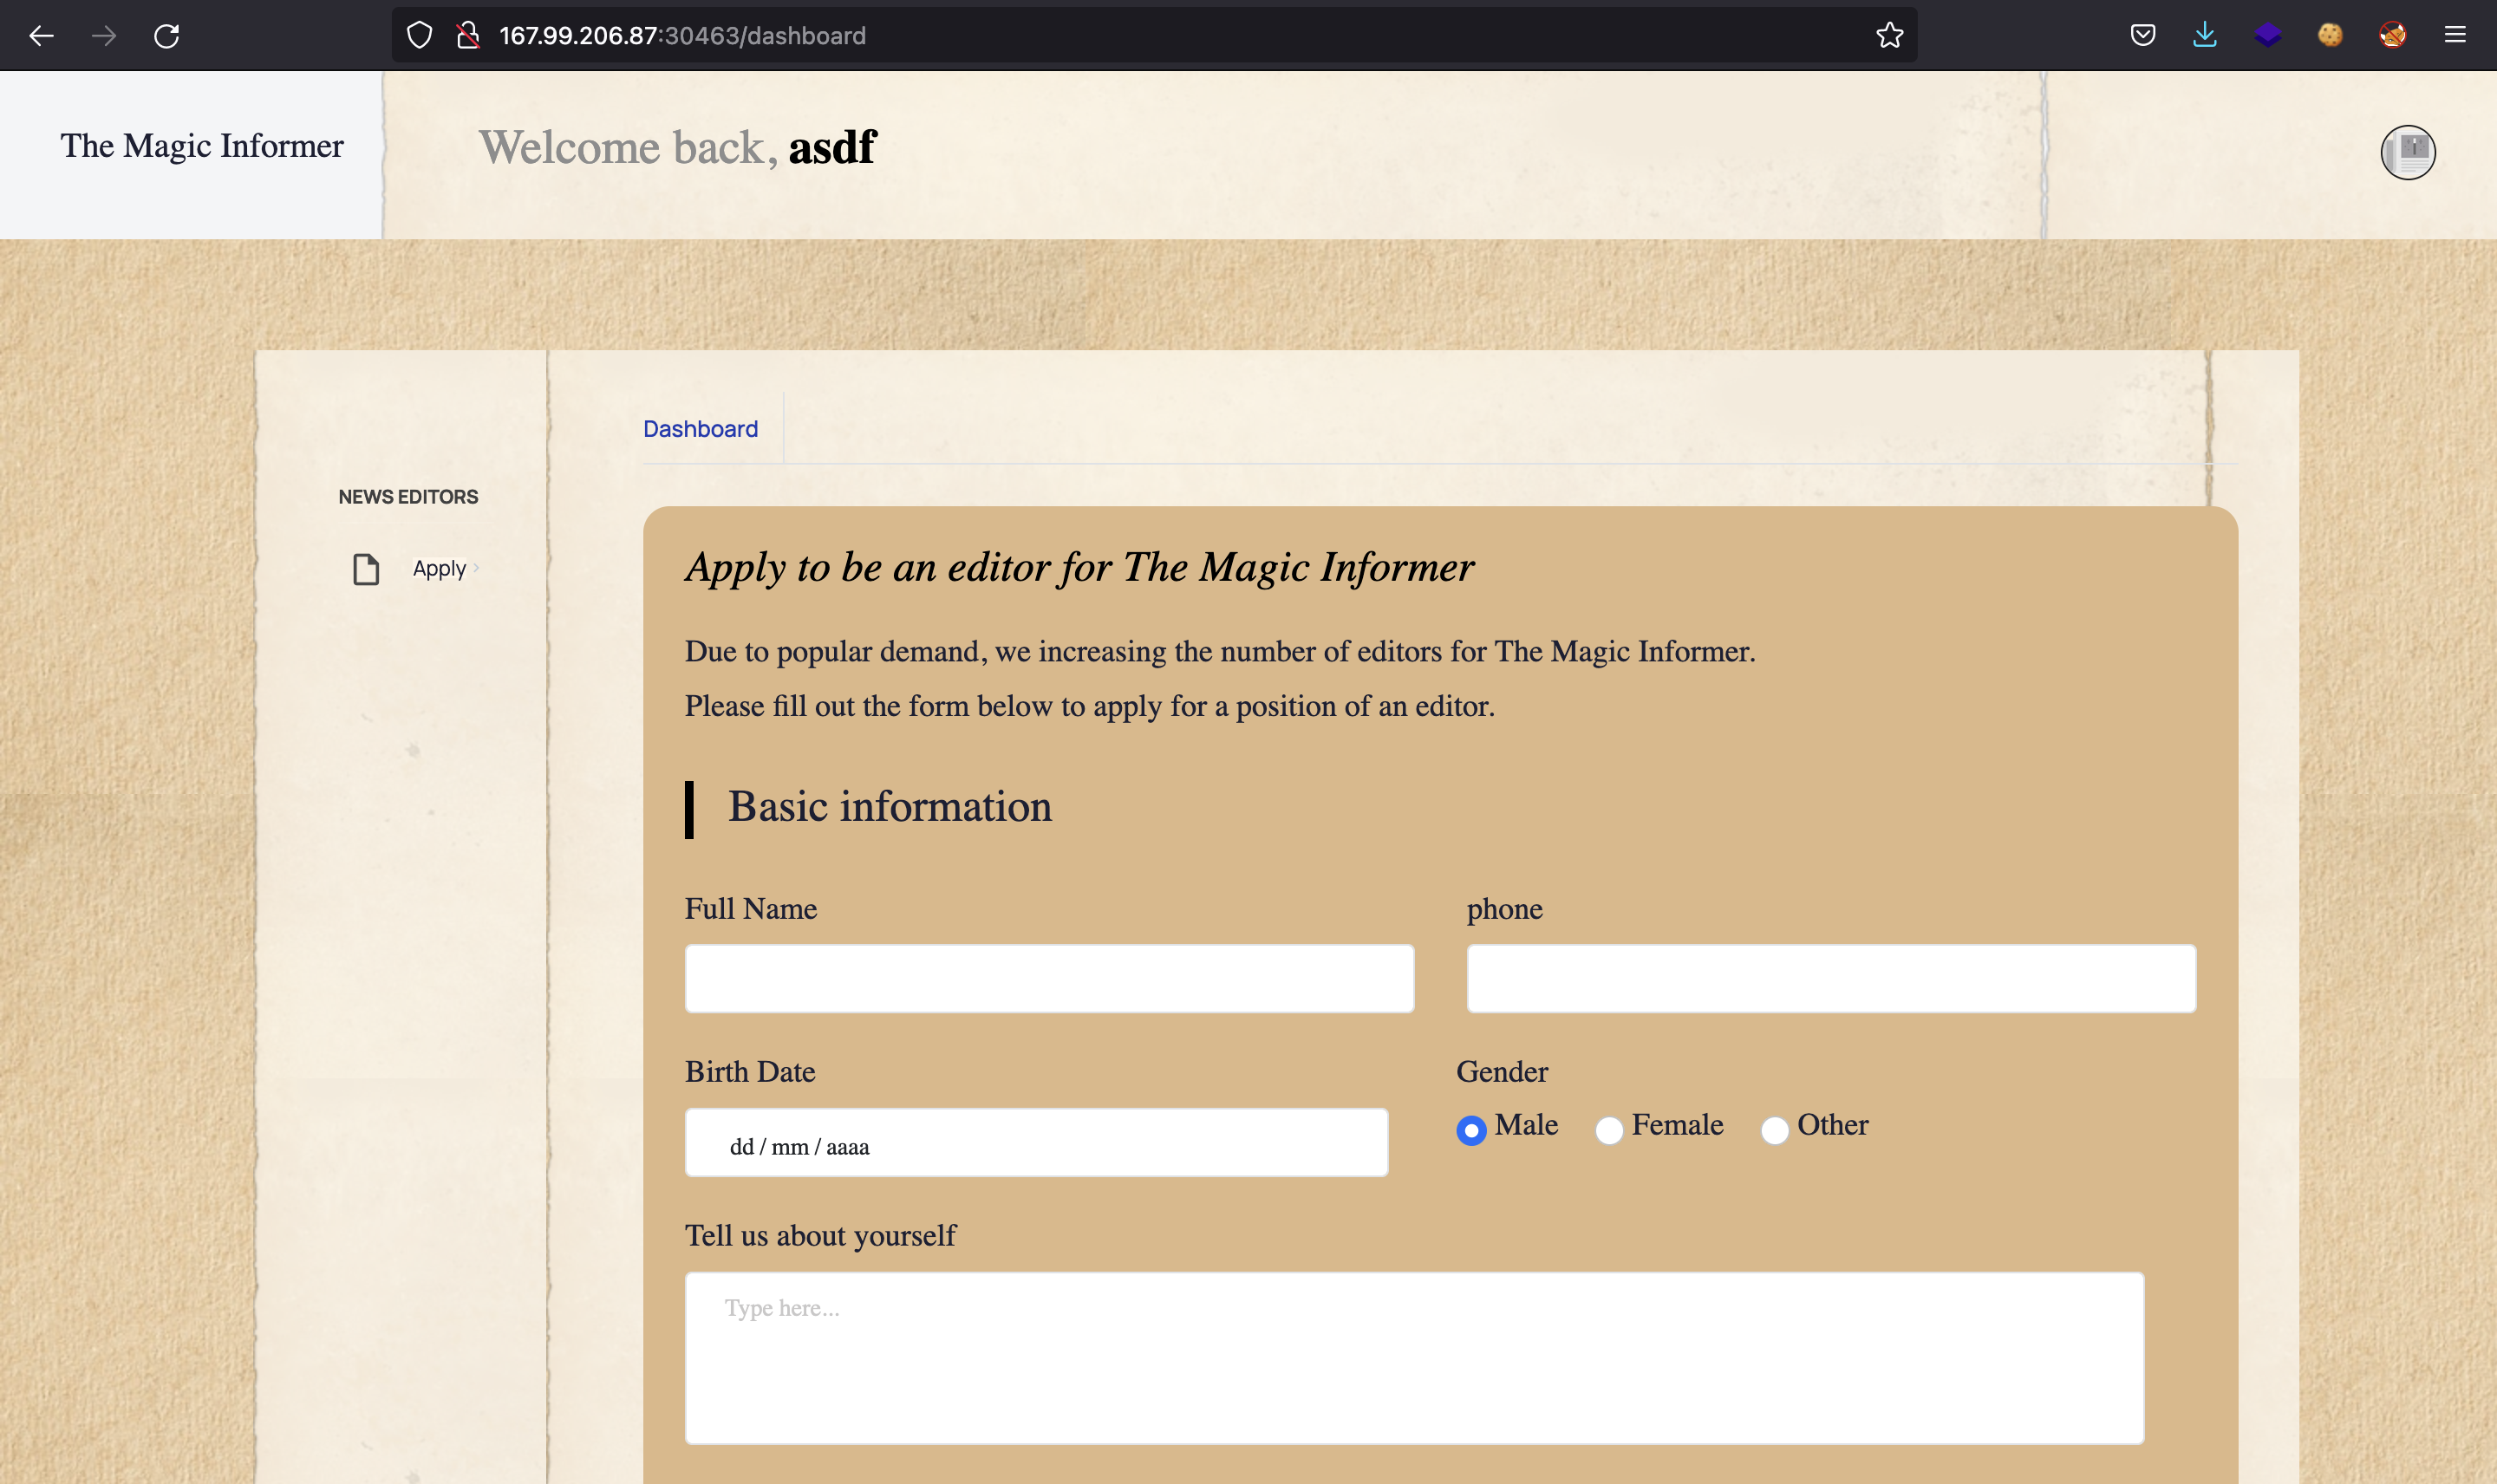 167.99.206.87:30463/dashboard
The Magic Informer
Welcome back, asdf
Dashboard
NEWS EDITORS
Apply
Apply to be an editor for The Magic Informer
Due to popular demand, we increasing the number of editors for The Magic Informer.
Please fill out the form below to apply for a position of an editor.
Basic information
Full Name
phone
Birth Date
Gender
dd / mm / aaaa
Male
Female
Other
Tell us about yourself
Type here...